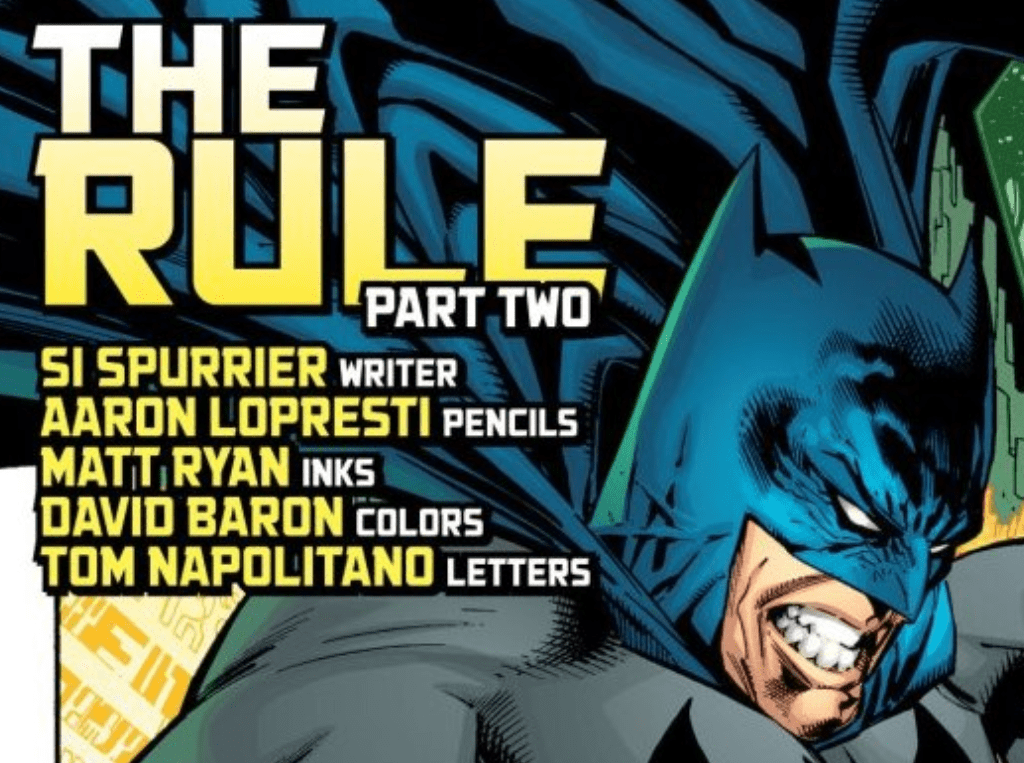 THE
RULE
PART TWO
SI SPURRIER WRITER
AARON LOPRESTI PENCILS
MATT RYAN INKS
DAVID BARON COLORS
TOM NAPOLITANO LETTERS